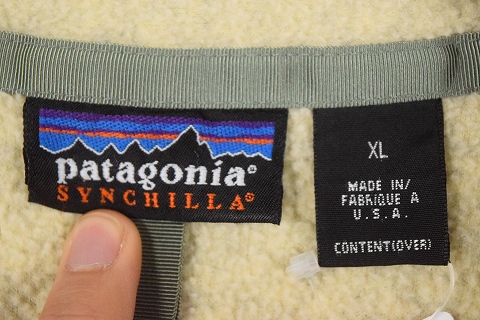 patagonia®
SYNCHILLA®
XL
MADE IN/
FABRIQUE A
U.S.A.
CONTENT(OVER)